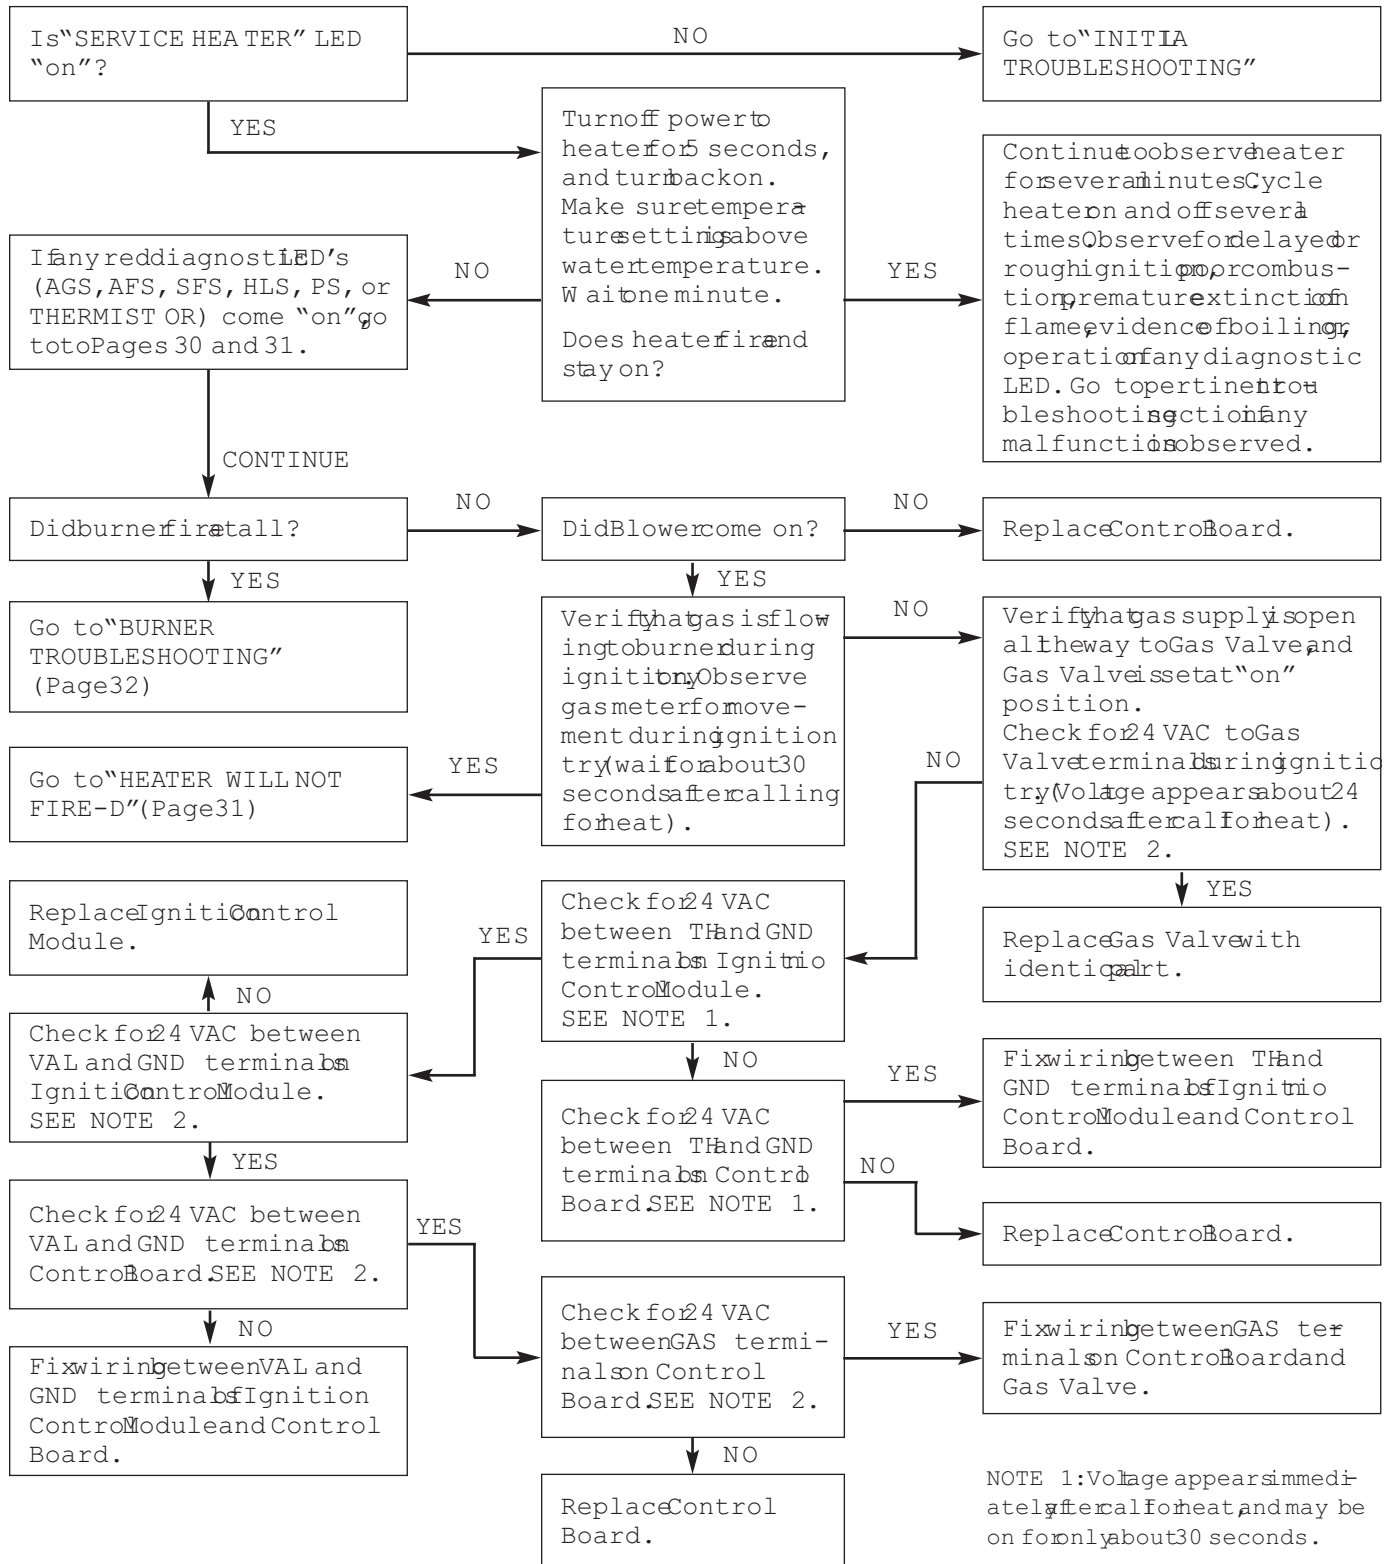 Is “SERVICE HEATER” LED
“on”?
NO
Go to “INITIAL
TROUBLESHOOTING”
YES
Turn off power to
heater for 5 seconds,
and turn back on.
Make sure tempera-
ture setting is above
water temperature.
Wait one minute.
Does heater fire and
stay on?
YES
Continue to observe heater
for several minutes. Cycle
heater on and off several
times. Observe for delayed or
rough ignition, poor combus-
tion, premature extinction of
flame, evidence of boiling, or,
operation of any diagnostic
LED. Go to pertinent trou-
bleshooting section if any
malfunction is observed.
NO
If any red diagnostic LED's
(AGS, AFS, SFS, HLS, PS, or
THERMISTOR) come “on”, go
to to Pages 30 and 31.
CONTINUE
Did burner fire at all?
NO
Did Blower come on?
NO
Replace Control Board.
YES
Go to “BURNER
TROUBLESHOOTING”
(Page 32)
YES
Verify that gas is flow-
ing to burner during
ignition try. Observe
gas meter for move-
ment during ignition
try (wait for about 30
seconds after calling
for heat).
YES
Go to “HEATER WILL NOT
FIRE-D” (Page 31)
NO
Verify that gas supply is open
all the way to Gas Valve, and
Gas Valve is set at “on”
position.
Check for 24 VAC to Gas
Valve terminals during ignitio
try. (Voltage appears about 24
seconds after call for heat).
SEE NOTE 2.
YES
Replace Gas Valve with
identical part.
NO
Check for 24 VAC
between TH and GND
terminals on Ignition
Control Module.
SEE NOTE 1.
YES
Replace Ignition Control
Module.
NO
Check for 24 VAC between
VAL and GND terminals on
Ignition Control Module.
SEE NOTE 2.
NO
Check for 24 VAC
between TH and GND
terminals on Control
Board. SEE NOTE 1.
YES
Fix wiring between TH and
GND terminals of Ignition
Control Module and Control
Board.
NO
Replace Control Board.
YES
Check for 24 VAC between
VAL and GND terminals on
Control Board. SEE NOTE 2.
YES
NO
Fix wiring between VAL and
GND terminals of Ignition
Control Module and Control
Board.
Check for 24 VAC
between GAS termi-
nals on Control
Board. SEE NOTE 2.
YES
Fix wiring between GAS ter-
minals on Control Board and
Gas Valve.
NO
Replace Control
Board.
NOTE 1: Voltage appears immedi-
ately after call for heat, and may be
on for only about 30 seconds.